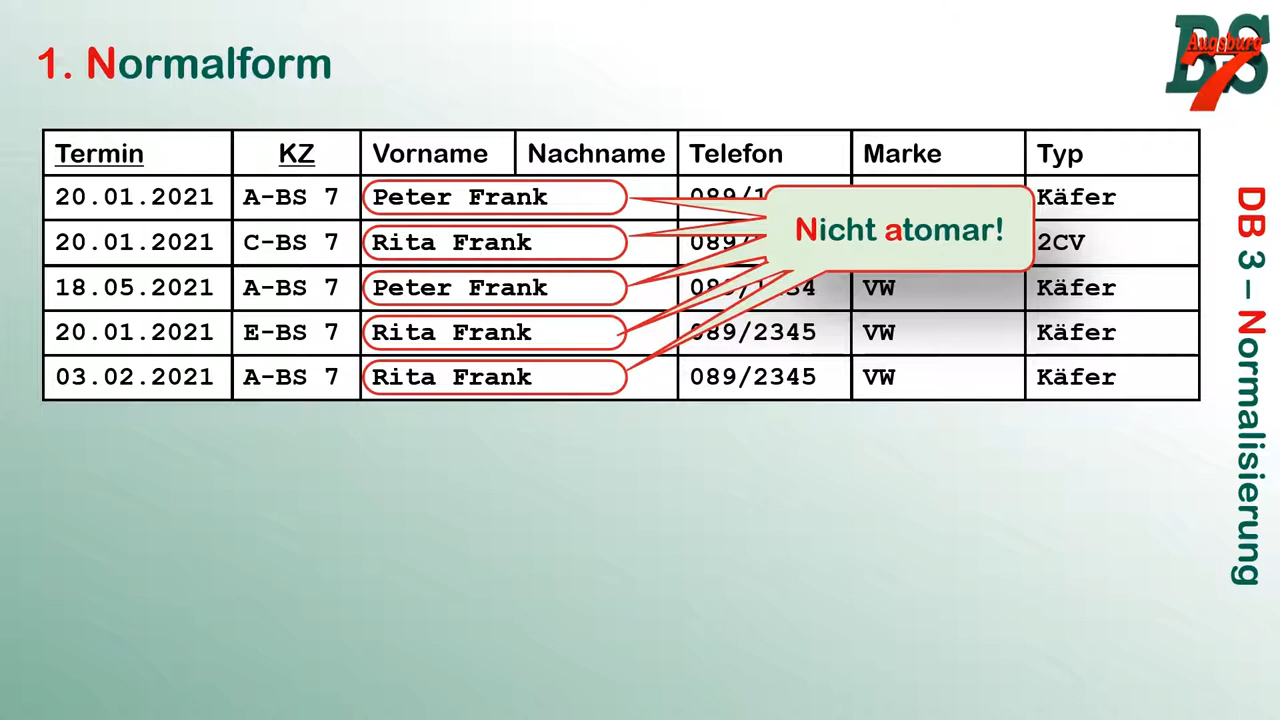 1. Normalform
BS
Augsburg
7
Termin KZ Vorname Nachname Telefon Marke Typ
20.01.2021 A-BS 7 Peter Frank Käfer
20.01.2021 C-BS 7 Rita Frank 2CV
18.05.2021 A-BS 7 Peter Frank VW Käfer
20.01.2021 E-BS 7 Rita Frank 089/2345 VW Käfer
03.02.2021 A-BS 7 Rita Frank 089/2345 VW Käfer
Nicht atomar!
DB 3 – Normalisierung